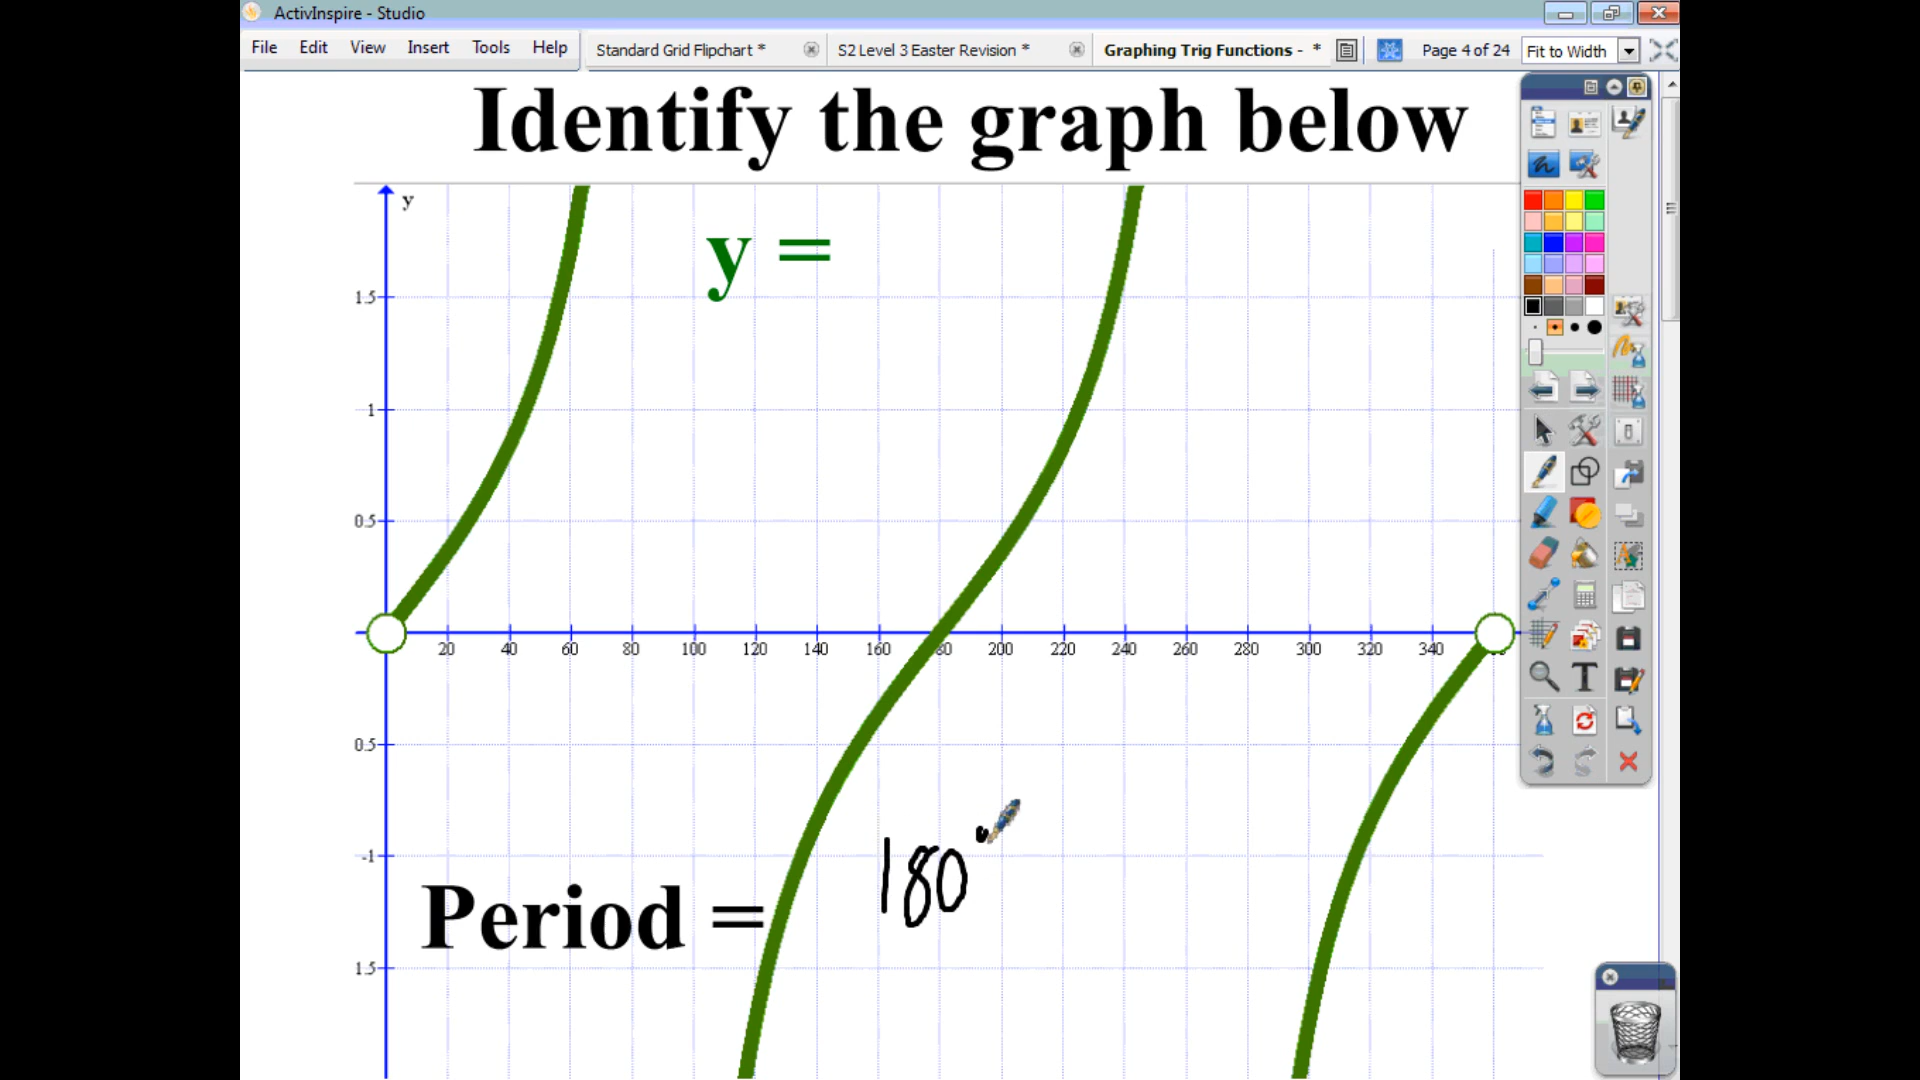 ActivInspire - Studio
File Edit View Insert Tools Help
Standard Grid Flipchart * S2 Level 3 Easter Revision * Graphing Trig Functions - * Page 4 of 24 Fit to Width
Identify the graph below
y
y =
1.5
1
0.5
20 40 60 80 100 120 140 160 80 200 220 240 260 280 300 320 340
0.5
-1
180
Period =
1.5
T